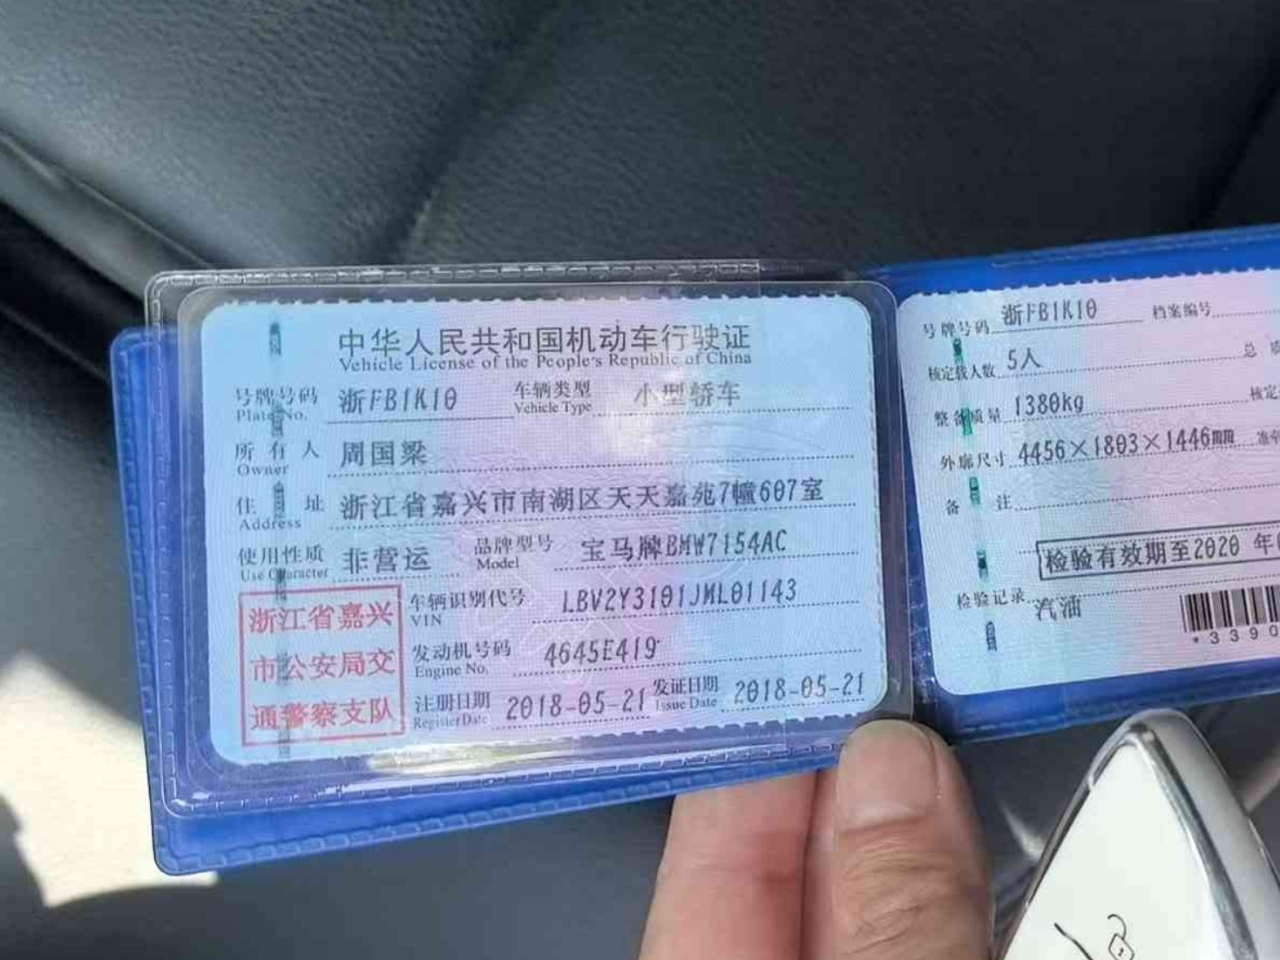 中华人民共和国机动车行驶证
Vehicle License of the People's Republic of China
号牌号码 浙FB1K10 车辆类型 小型轿车
Plate No. Vehicle Type
所有人 周国梁
Owner
住址 浙江省嘉兴市南湖区天天嘉苑7幢607室
Address
使用性质 非营运 品牌型号 宝马牌BMW7154AC
Use Character Model
浙江省嘉兴
市公安局交
通警察支队
车辆识别代号 LBV2Y3101JML01143
VIN
发动机号码 4645E419
Engine No.
注册日期 2018-05-21 发证日期 2018-05-21
Register Date Issue Date
号牌号码 浙FB1K10 档案编号
核定载人数 5人 总质
整备质量 1380kg 核定
外廓尺寸 4456×1803×1446mm 准牵
备注
检验有效期至2020 年
检验记录
汽油
*3390